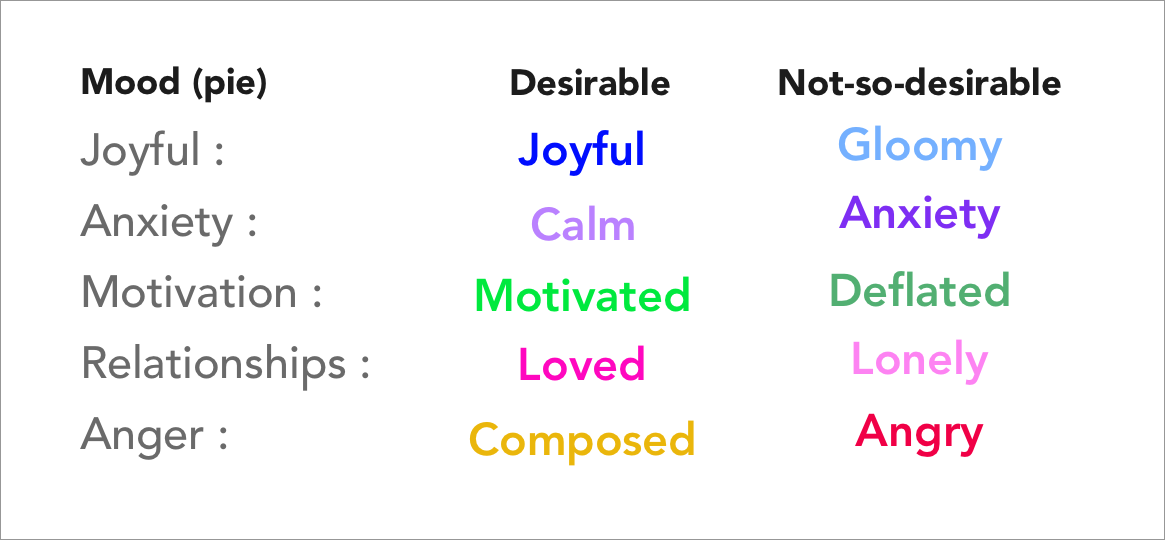 Mood (pie) Desirable Not-so-desirable
Joyful : Joyful Gloomy
Anxiety : Calm Anxiety
Motivation : Motivated Deflated
Relationships : Loved Lonely
Anger : Composed Angry